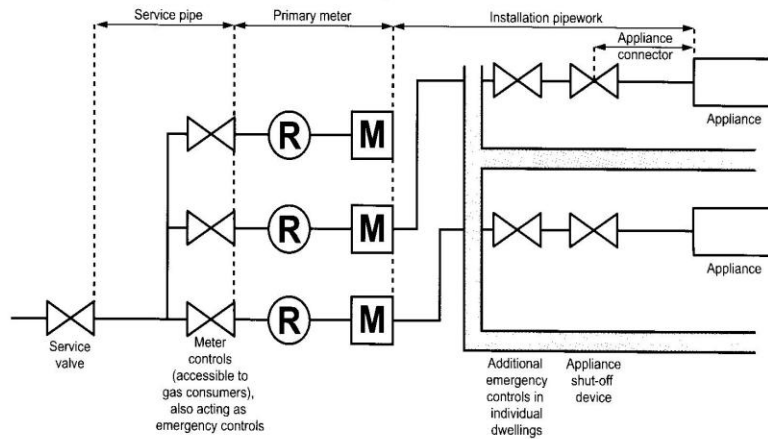 Service pipe
Primary meter
Installation pipework
Appliance
connector
Appliance
R
M
R
M
Appliance
R
M
Service
valve
Meter
controls
(accessible to
gas consumers),
also acting as
emergency controls
Additional
emergency
controls in
individual
dwellings
Appliance
shut-off
device